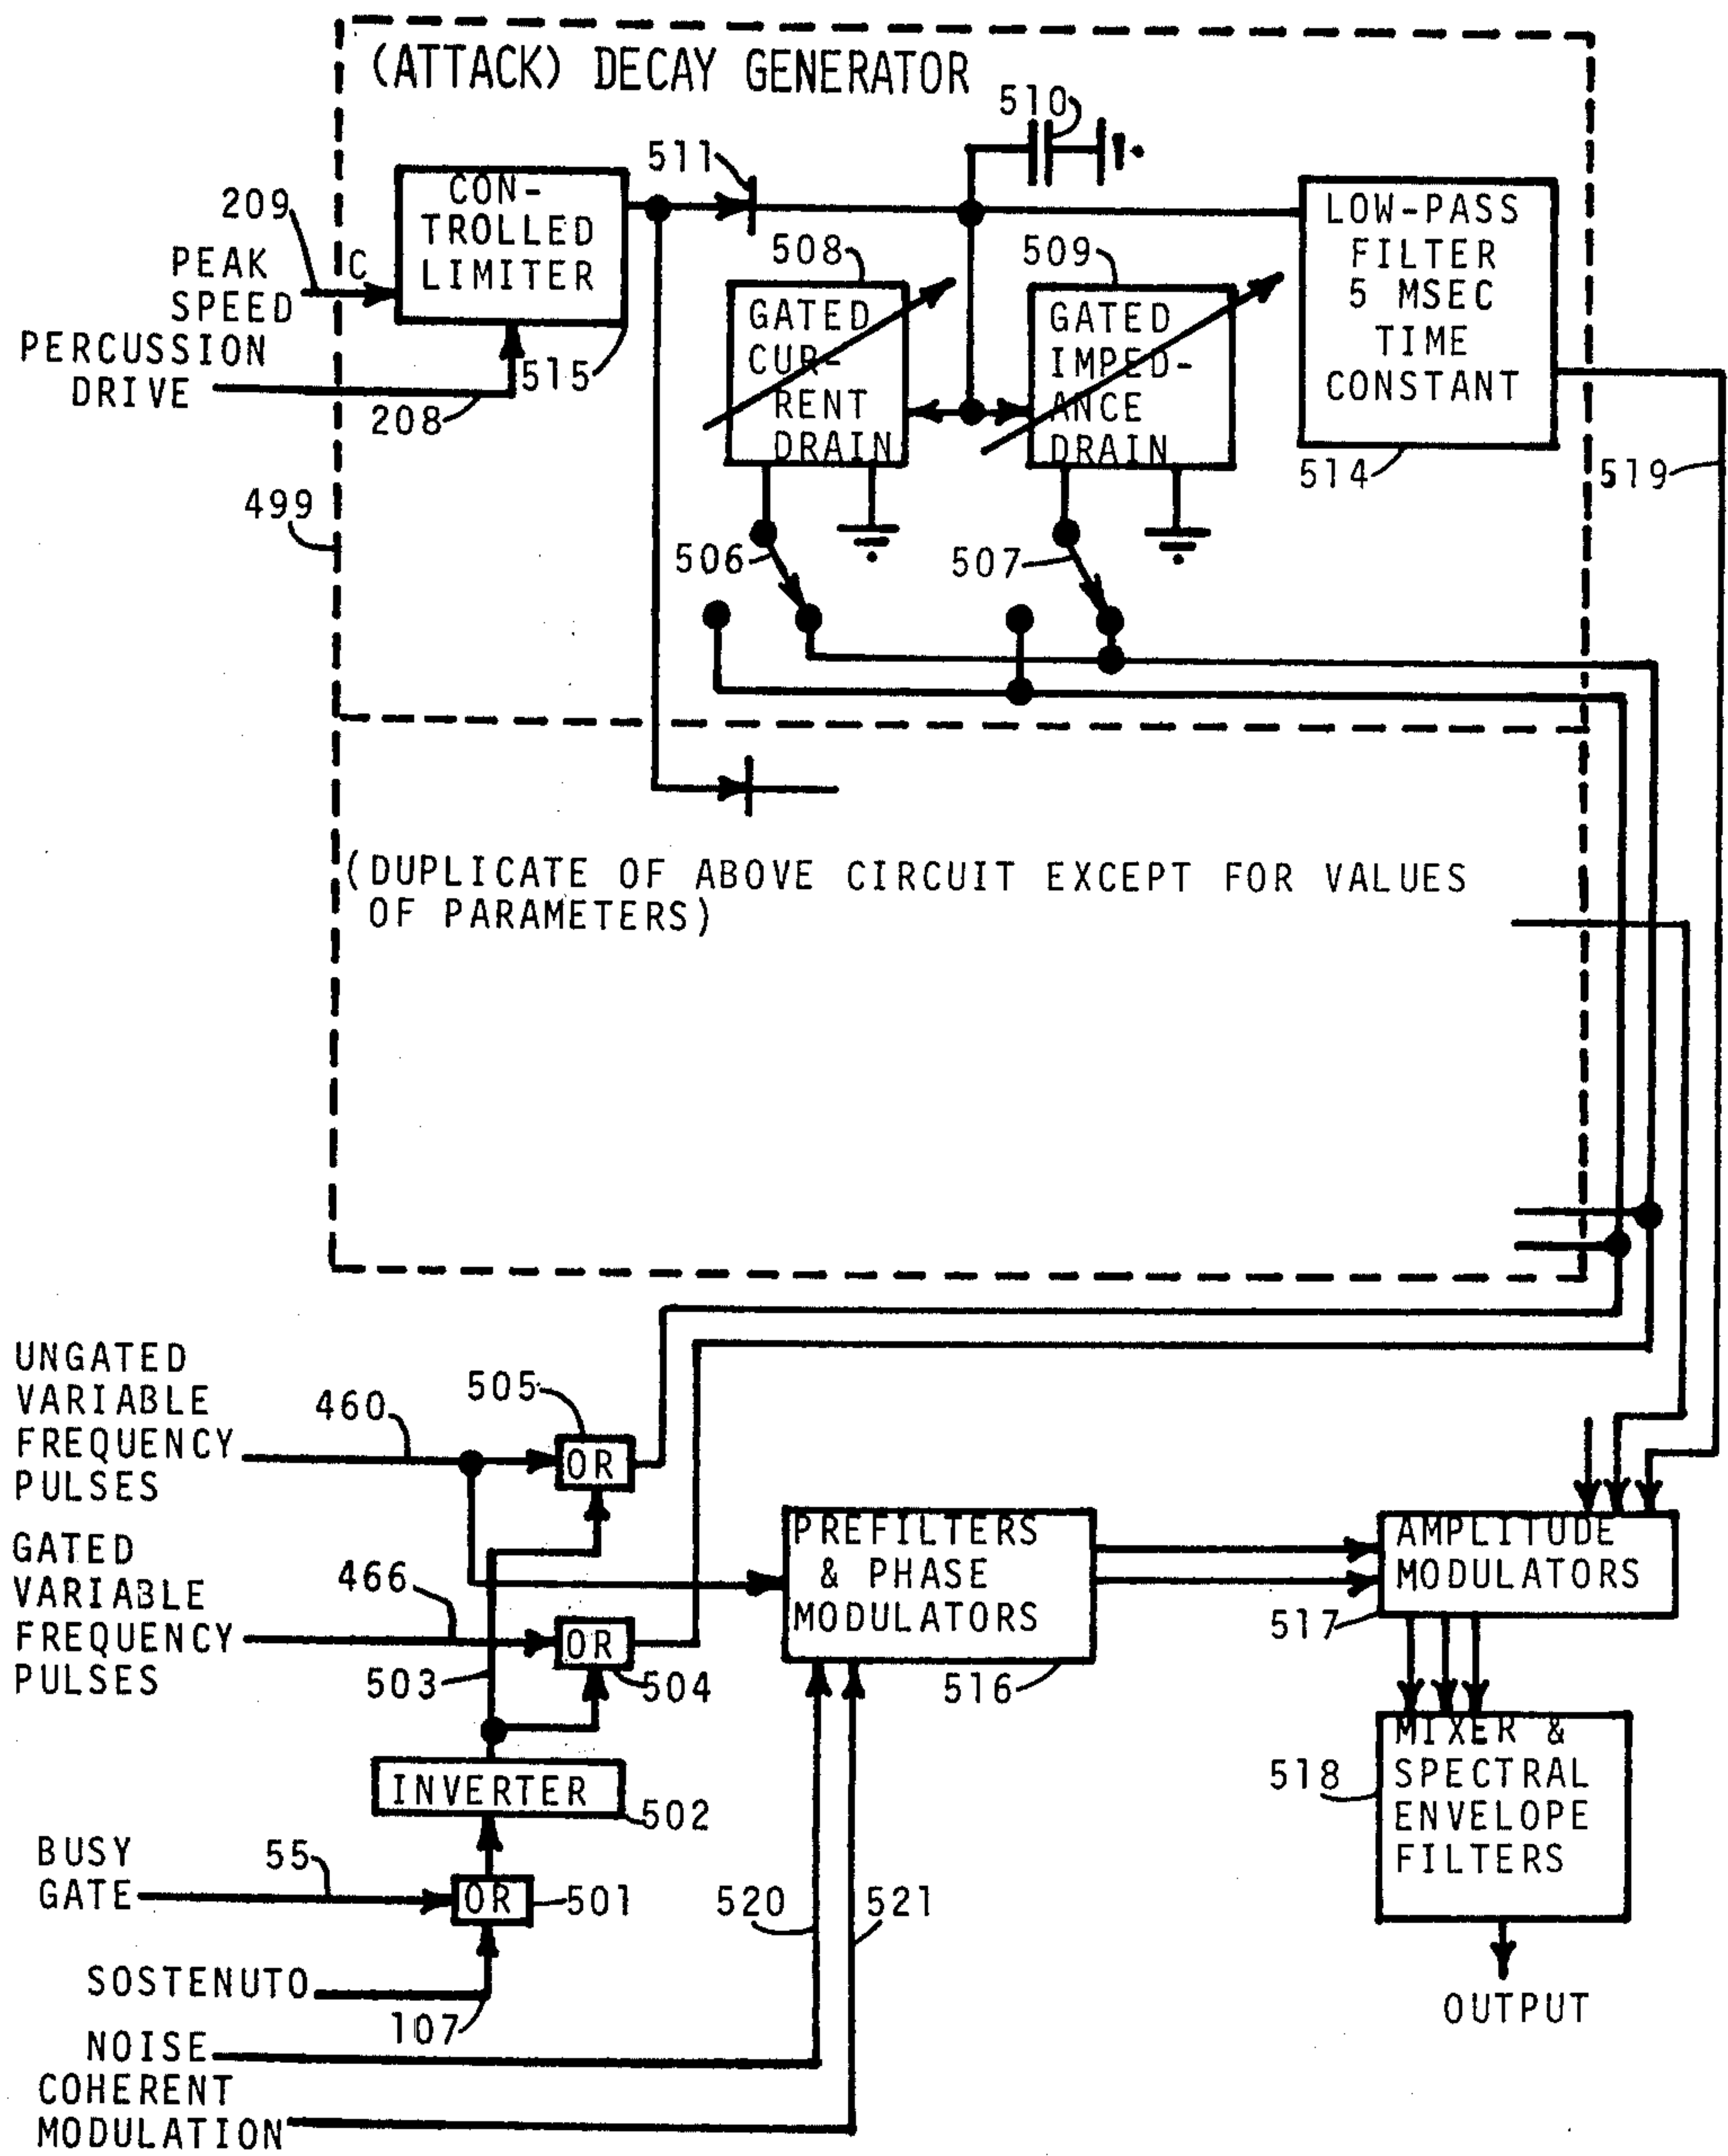 (ATTACK) DECAY GENERATOR
510
511
209
CON-
TROLLED
LIMITER
PEAK
SPEED
C
PERCUSSION
DRIVE
208
515
508
GATED
CUR-
RENT
DRAIN
509
GATED
IMPED-
ANCE
DRAIN
LOW-PASS
FILTER
5 MSEC
TIME
CONSTANT
514
519
499
506
507
(DUPLICATE OF ABOVE CIRCUIT EXCEPT FOR VALUES
OF PARAMETERS)
UNGATED
VARIABLE
FREQUENCY
PULSES
460
505
OR
GATED
VARIABLE
FREQUENCY
PULSES
466
OR
503
504
PREFILTERS
& PHASE
MODULATORS
516
AMPLITUDE
MODULATORS
517
INVERTER
502
MIXER &
SPECTRAL
ENVELOPE
FILTERS
518
BUSY
GATE
55
OR
501
520
521
SOSTENUTO
107
OUTPUT
NOISE
COHERENT
MODULATION